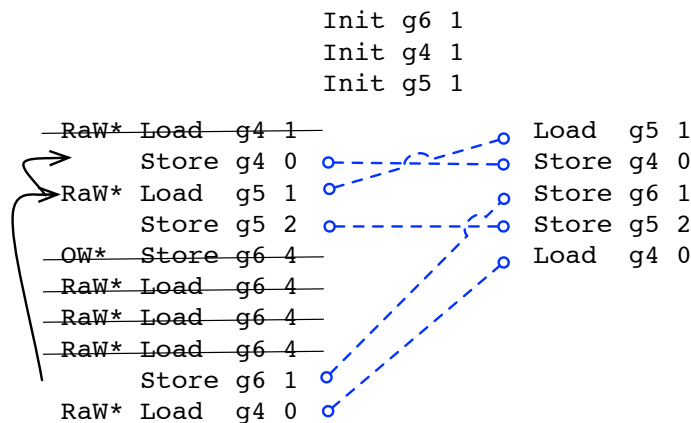 Init g6 1
Init g4 1
Init g5 1
RaW* Load g4 1
Store g4 0
RaW* Load g5 1
Store g5 2
OW* Store g6 4
RaW* Load g6 4
RaW* Load g6 4
RaW* Load g6 4
Store g6 1
RaW* Load g4 0
Load g5 1
Store g4 0
Store g6 1
Store g5 2
Load g4 0